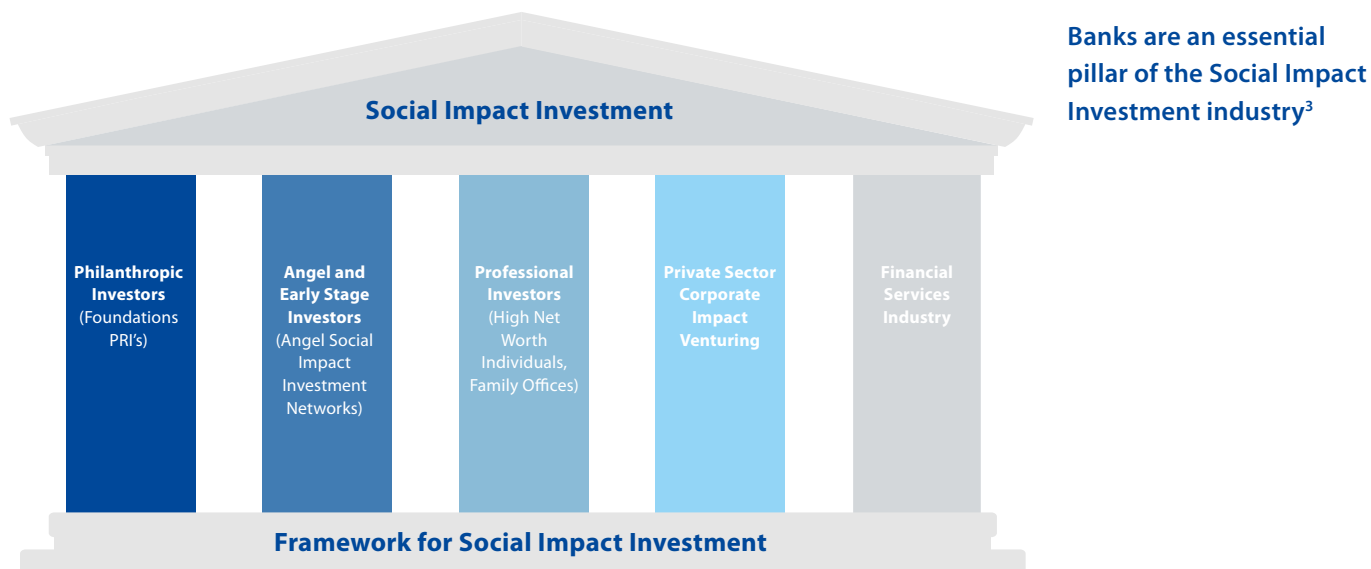 Banks are an essential
pillar of the Social Impact
Investment industry³
Social Impact Investment
Philanthropic
Investors
(Foundations
PRI's)
Angel and
Early Stage
Investors
(Angel Social
Impact
Investment
Networks)
Professional
Investors
(High Net
Worth
Individuals,
Family Offices)
Private Sector
Corporate
Impact
Venturing
Financial
Services
Industry
Framework for Social Impact Investment